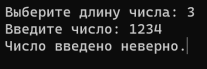 Выберите длину числа: 3
Введите число: 1234
Число введено неверно.